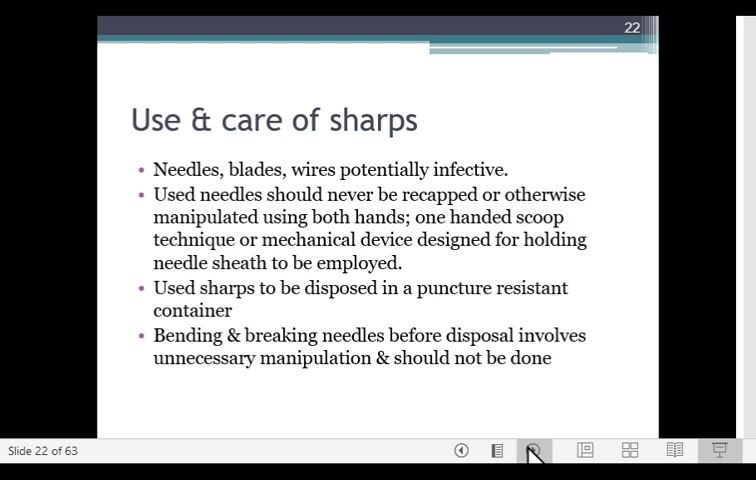 22
Use & care of sharps
• Needles, blades, wires potentially infective.
• Used needles should never be recapped or otherwise
manipulated using both hands; one handed scoop
technique or mechanical device designed for holding
needle sheath to be employed.
• Used sharps to be disposed in a puncture resistant
container
• Bending & breaking needles before disposal involves
unnecessary manipulation & should not be done
Slide 22 of 63